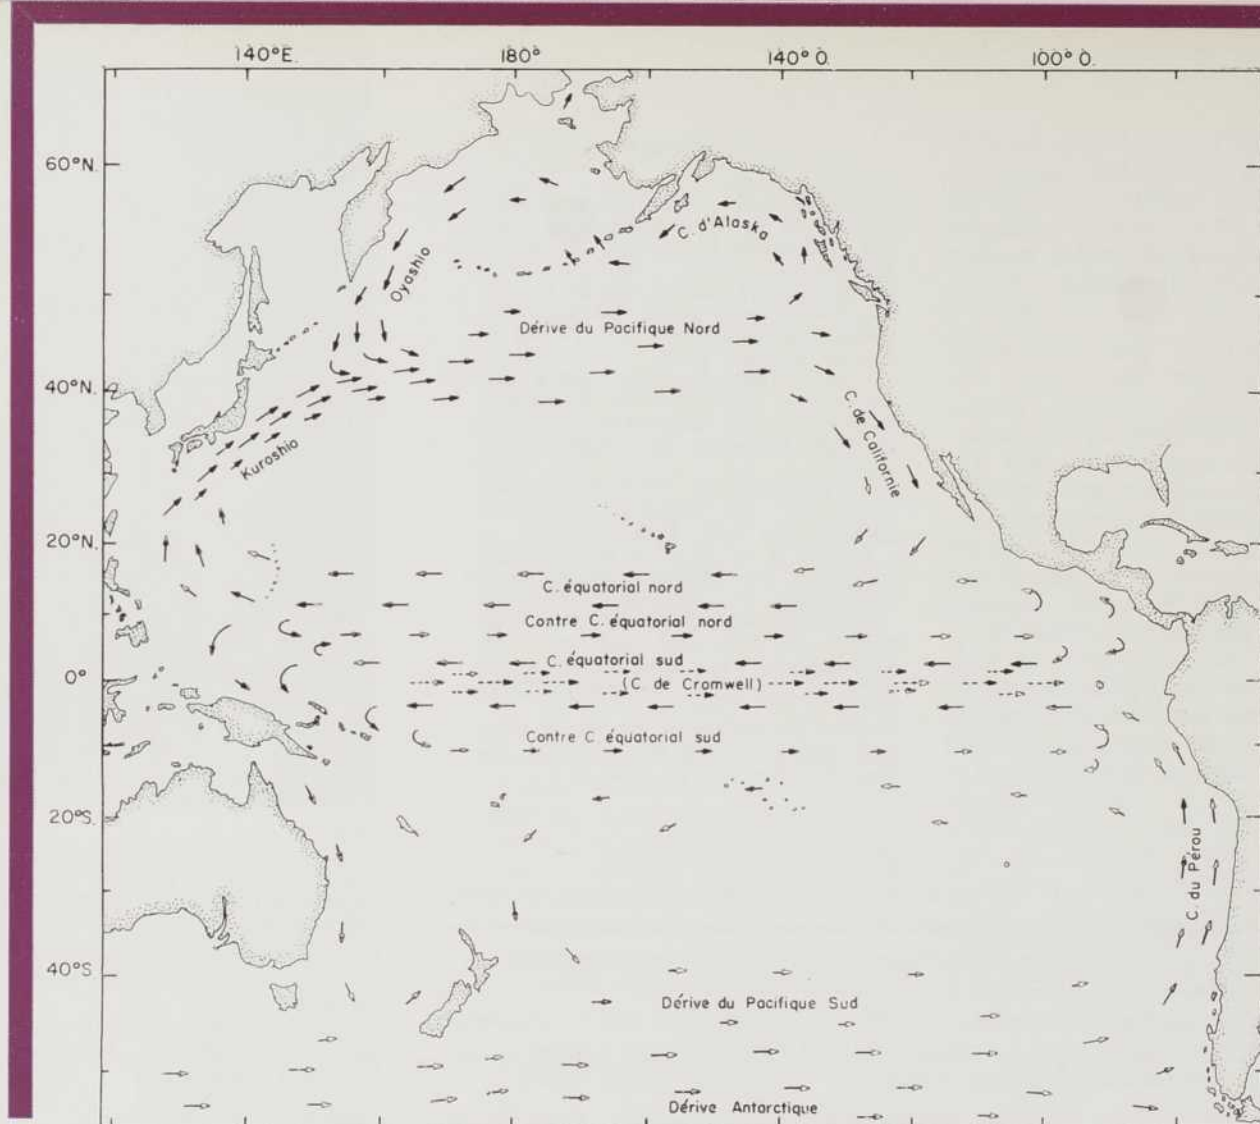 140°E.
180°
140° O.
100° O.
60°N.
C. d'Alaska
Oyashio
Dérive du Pacifique Nord
40°N.
C. de Californie
Kuroshio
20°N.
C. équatorial nord
Contre C. équatorial nord
C. équatorial sud
0°
(C. de Cromwell)
Contre C. équatorial sud
20°S.
C. du Pérou
40°S
Dérive du Pacifique Sud
Dérive Antarctique